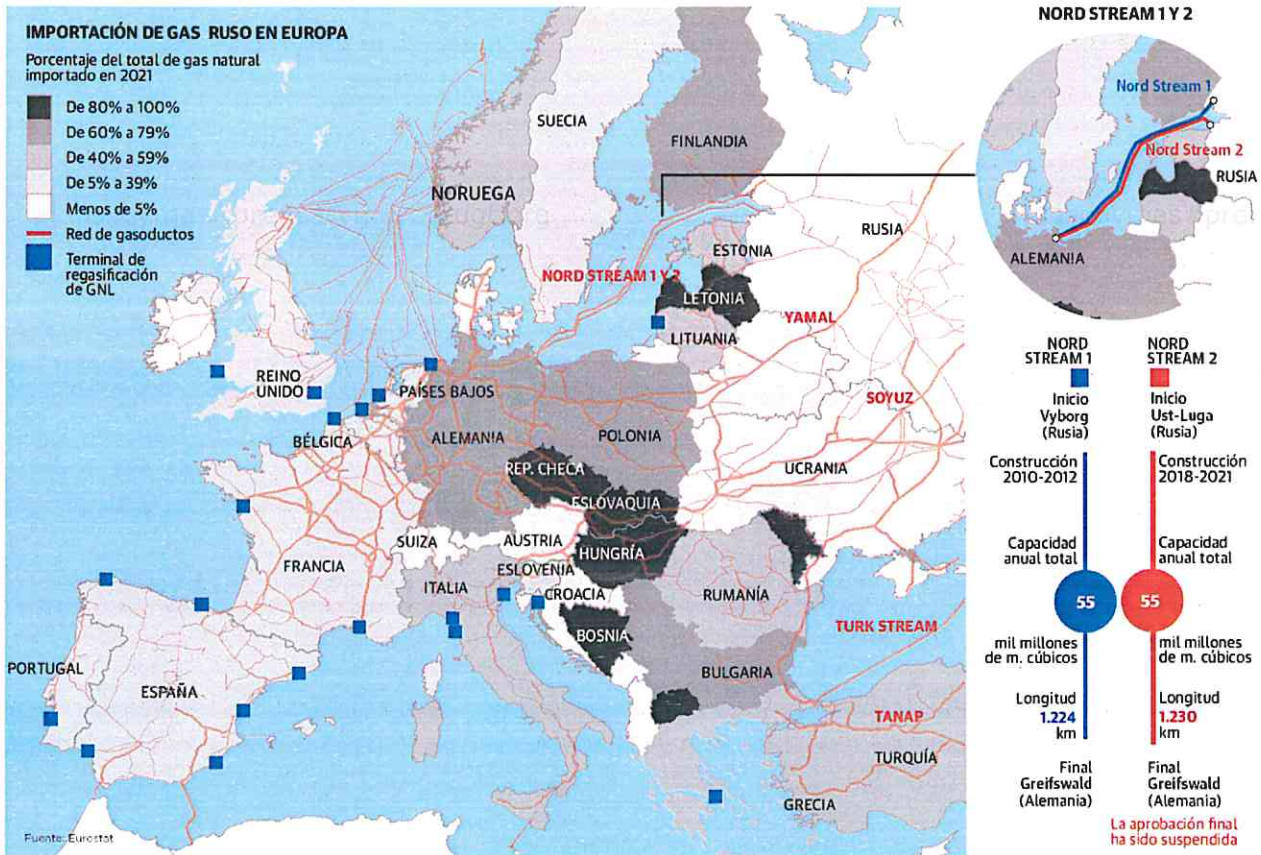 IMPORTACIÓN DE GAS RUSO EN EUROPA
Porcentaje del total de gas natural
importado en 2021
De 80% a 100%
De 60% a 79%
De 40% a 59%
De 5% a 39%
Menos de 5%
Red de gasoductos
Terminal de
regasificación
de GNL
SUECIA
FINLANDIA
NORUEGA
RUSIA
ESTONIA
NORD STREAM 1 Y 2
LETONIA
YAMAL
LITUANIA
REINO
UNIDO
PAÍSES BAJOS
SOYUZ
BÉLGICA
ALEMANIA
POLONIA
REP. CHECA
UCRANIA
ESLOVAQUIA
SUIZA
AUSTRIA
HUNGRÍA
FRANCIA
ESLOVENIA
ITALIA
CROACIA
RUMANÍA
BOSNIA
TURK STREAM
PORTUGAL
BULGARIA
ESPAÑA
TANAP
TURQUÍA
GRECIA
Fuente: Eurostat
NORD STREAM 1 Y 2
Nord Stream 1
Nord Stream 2
RUSIA
ALEMANIA
NORD
STREAM 1
Inicio
Vyborg
(Rusia)
Construcción
2010-2012
Capacidad
anual total
55
mil millones
de m. cúbicos
Longitud
1.224
km
Final
Greifswald
(Alemania)
NORD
STREAM 2
Inicio
Ust-Luga
(Rusia)
Construcción
2018-2021
Capacidad
anual total
55
mil millones
de m. cúbicos
Longitud
1.230
km
Final
Greifswald
(Alemania)
La aprobación final
ha sido suspendida